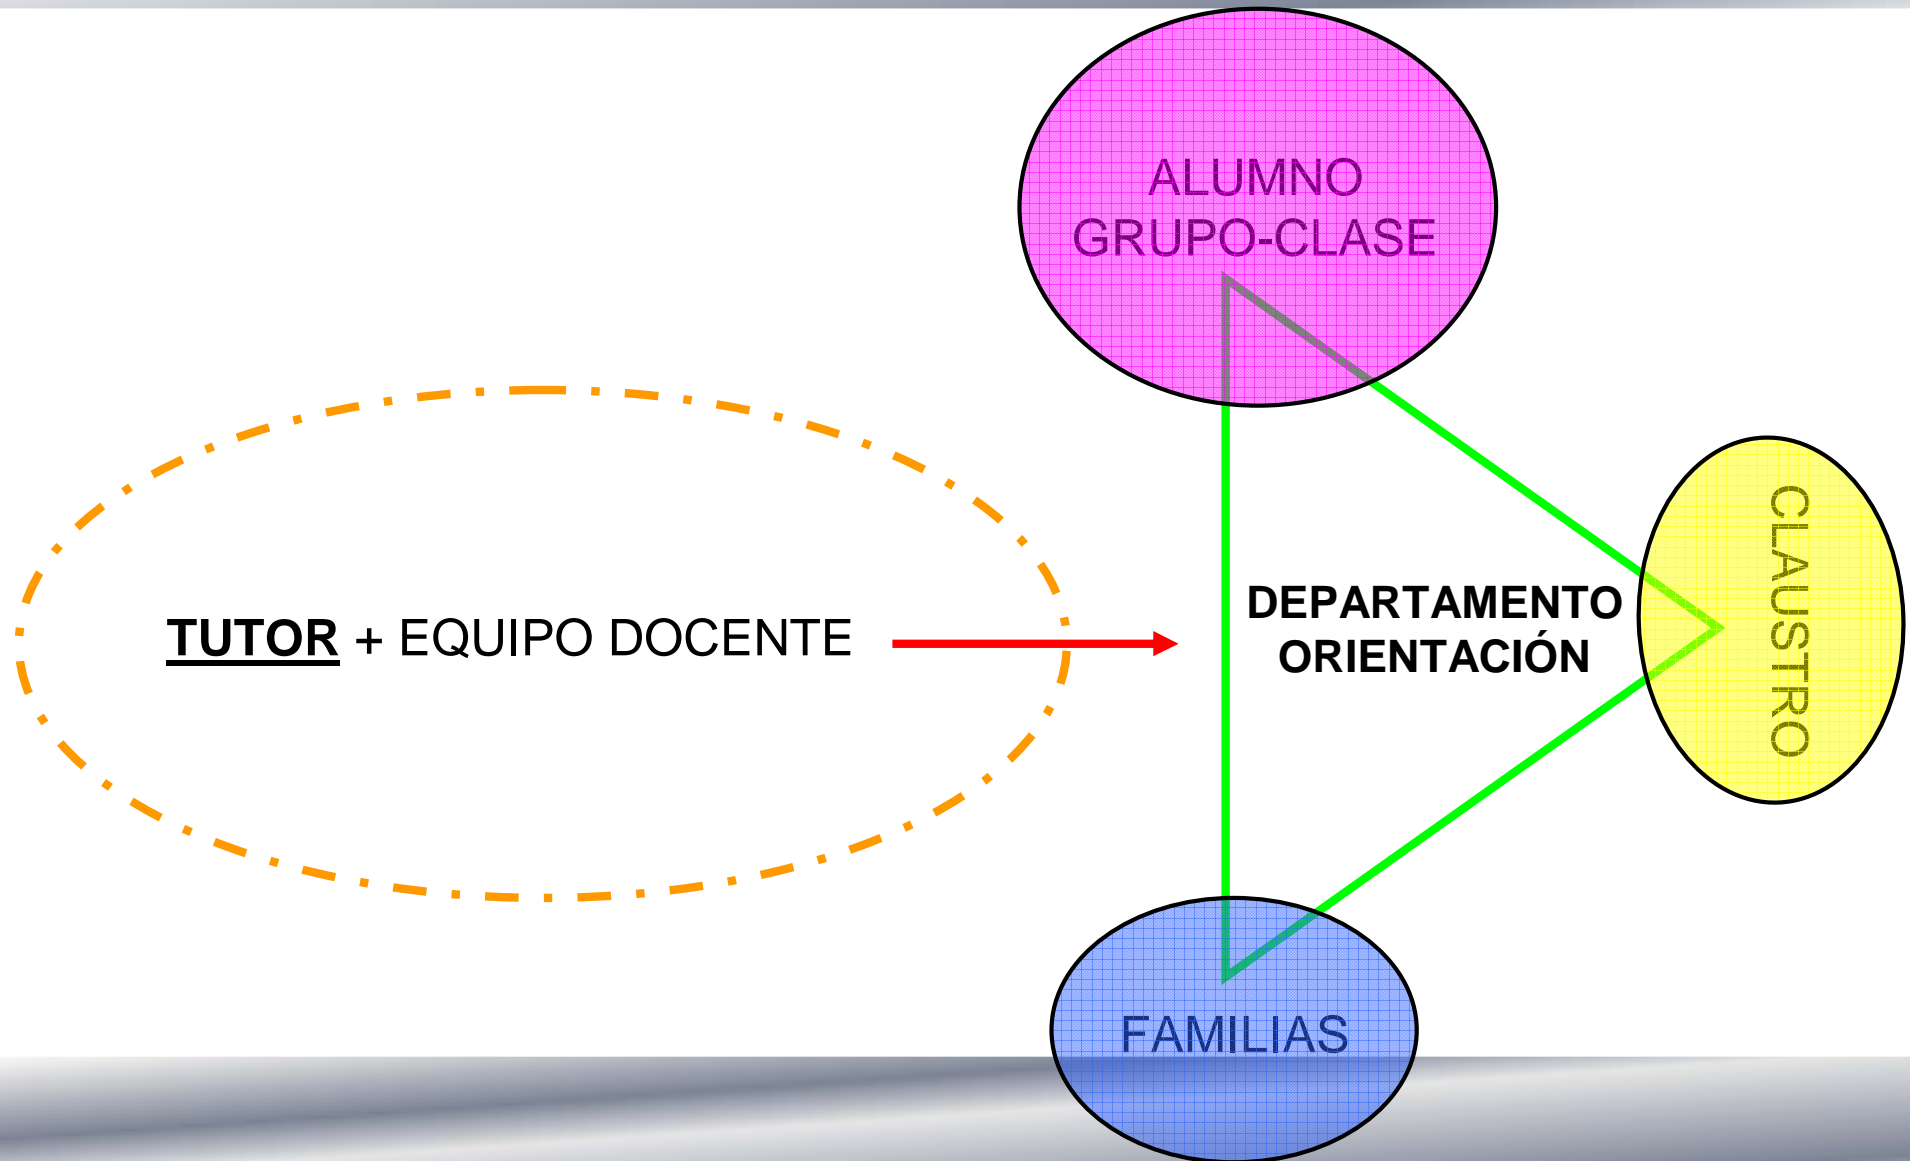 ALUMNO
GRUPO-CLASE
TUTOR + EQUIPO DOCENTE
DEPARTAMENTO
ORIENTACIÓN
CLAUSTRO
FAMILIAS